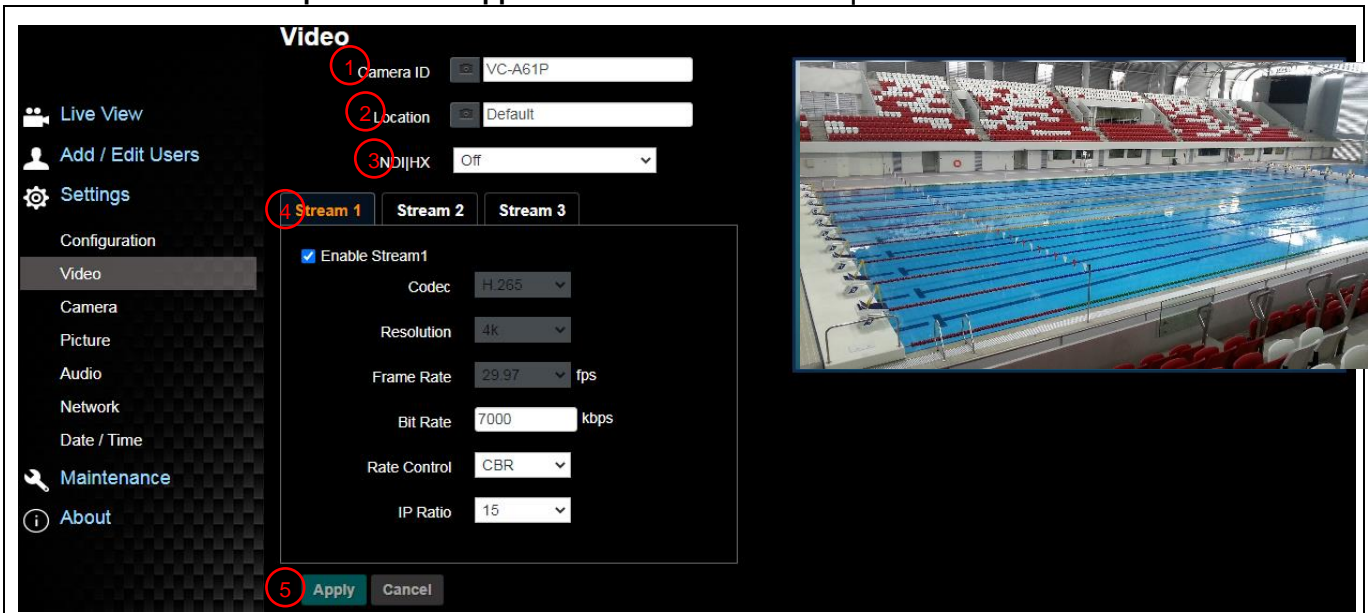 Video
1 Camera ID VC-A61P
2 Location Default
3 NDI|HX Off
Live View
Add / Edit Users
Settings
Configuration
Video
Camera
Picture
Audio
Network
Date / Time
Maintenance
About
4 Stream 1 Stream 2 Stream 3
Enable Stream1
Codec H.265
Resolution 4k
Frame Rate 29.97 fps
Bit Rate 7000 kbps
Rate Control CBR
IP Ratio 15
5 Apply Cancel